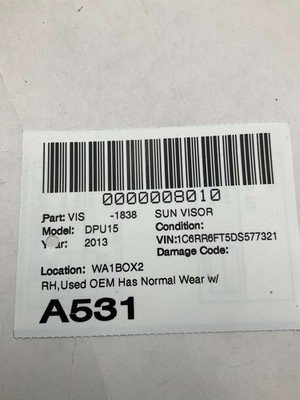 0000008010
Part: VIS -1838 SUN VISOR
Model: DPU15 Condition:
Year: 2013 VIN:1C6RR6FT5DS577321
Damage Code:
Location: WA1BOX2
RH,Used OEM Has Normal Wear w/
A531